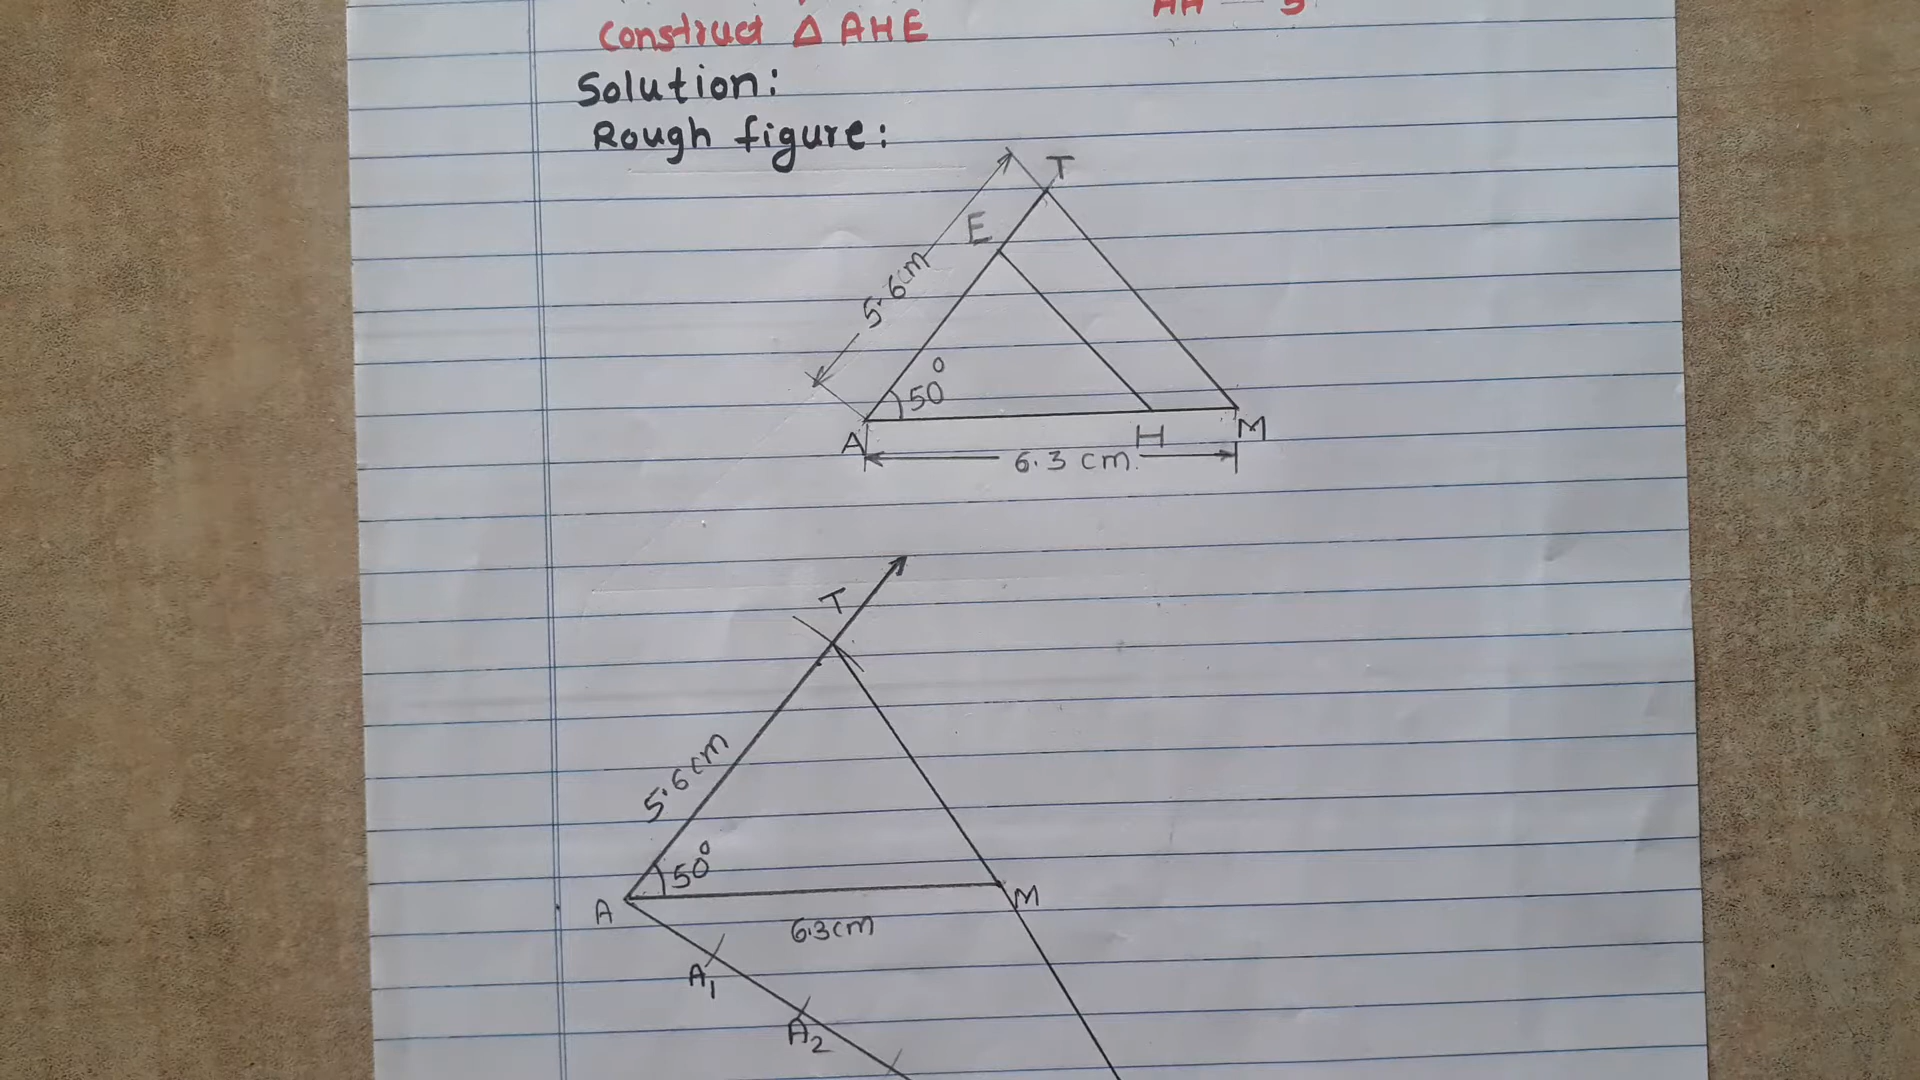 Construct △ AHE
Solution:
Rough figure:
T
E
5.6cm
50°
A
H
M
6.3 cm.
T
5.6cm
50°
A
M
6.3cm
A₁
A₂